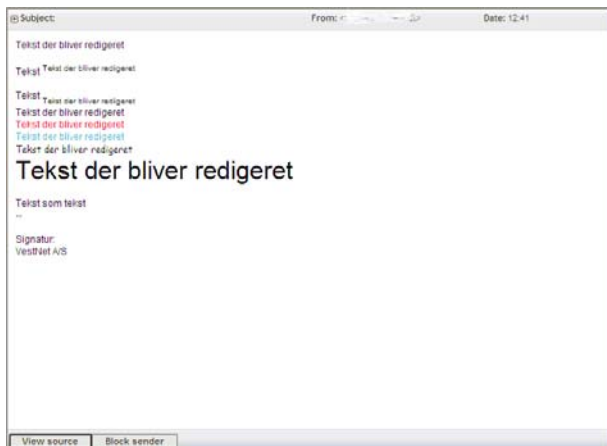 Subject: From: Date: 12:41
Tekst der bliver redigeret
Tekst Tekst der bliver redigeret
Tekst Tekst der bliver redigeret
Tekst der bliver redigeret
Tekst der bliver redigeret
Tekst der bliver redigeret
Tekst der bliver redigeret
Tekst der bliver redigeret
Tekst som tekst
--
Signatur:
VestNet A/S
View source Block sender